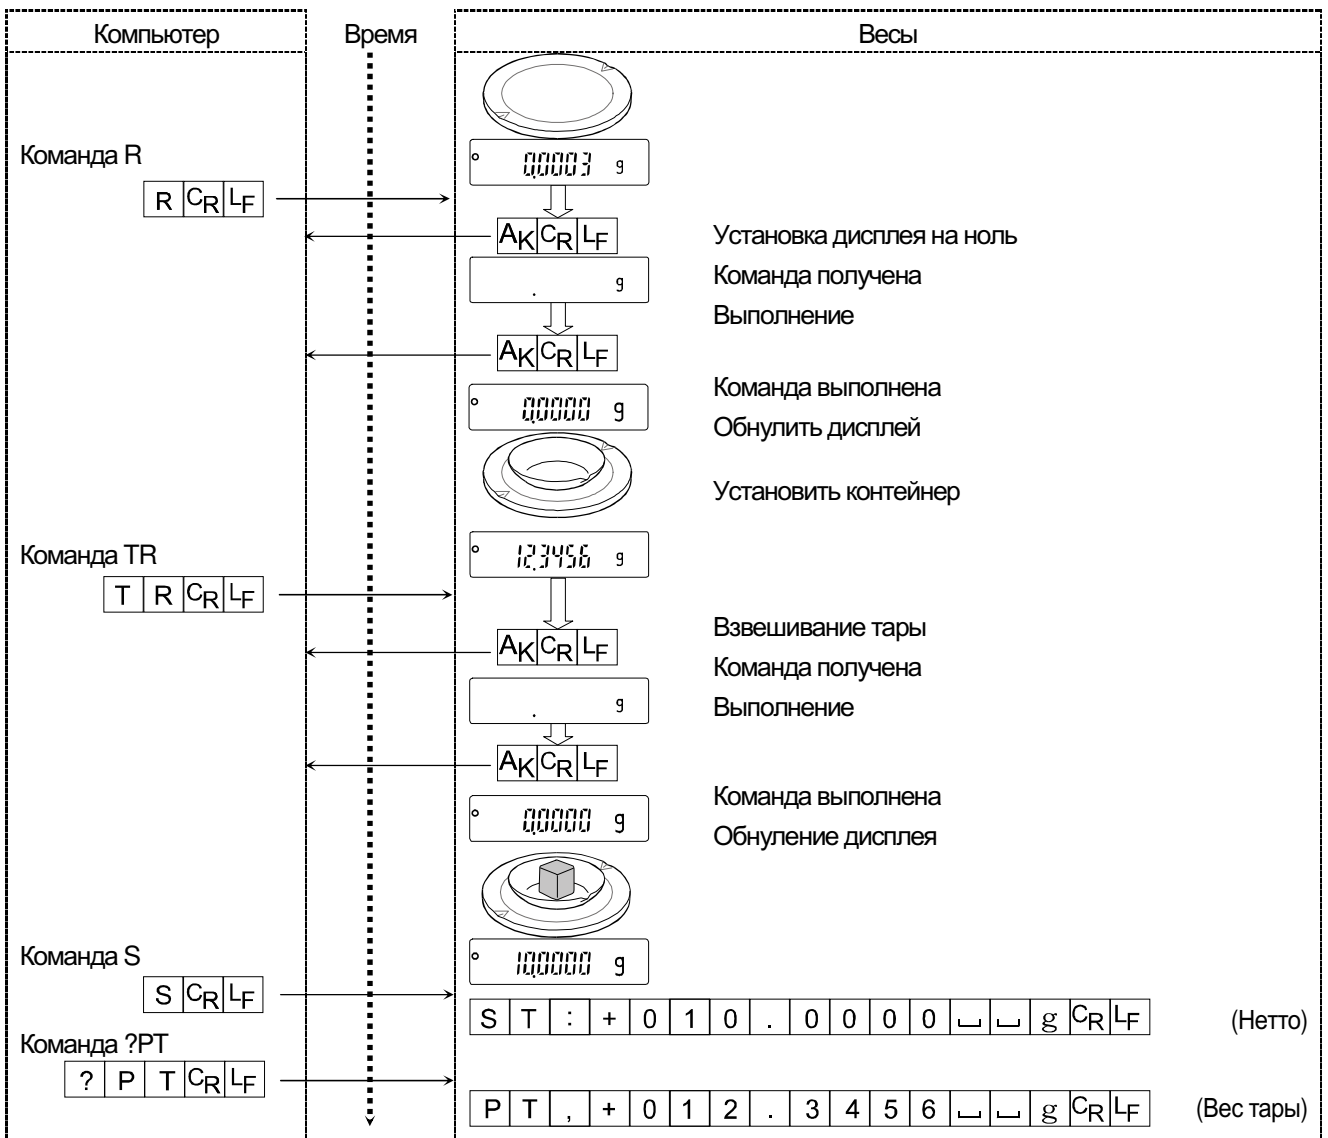 Компьютер Время Весы
Команда R
0.0003 g
R CR LF
AK CR LF Установка дисплея на ноль
. g Команда получена
Выполнение
AK CR LF
Команда выполнена
0.0000 g
Обнулить дисплей
Установить контейнер
Команда TR
12.3456 g
T R CR LF
Взвешивание тары
AK CR LF
Команда получена
. g Выполнение
AK CR LF
Команда выполнена
0.0000 g
Обнуление дисплея
Команда S
10.0000 g
S CR LF
S T : + 0 1 0 . 0 0 0 0 ␣ ␣ g CR LF (Нетто)
Команда ?PT
? P T CR LF
P T , + 0 1 2 . 3 4 5 6 ␣ ␣ g CR LF (Вес тары)